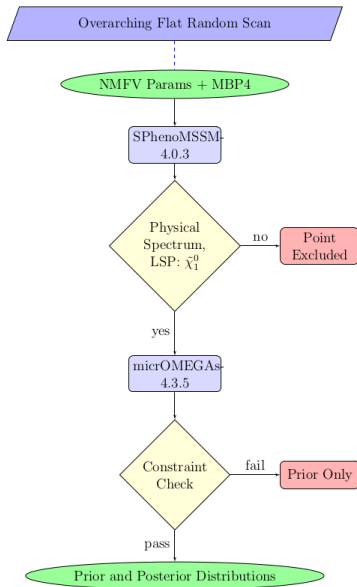 Overarching Flat Random Scan
NMFV Params + MBP4
SPhenoMSSM-
4.0.3
Physical
Spectrum,
LSP: χ̃₁⁰
no
Point
Excluded
yes
micrOMEGAs-
4.3.5
Constraint
Check
fail
Prior Only
pass
Prior and Posterior Distributions